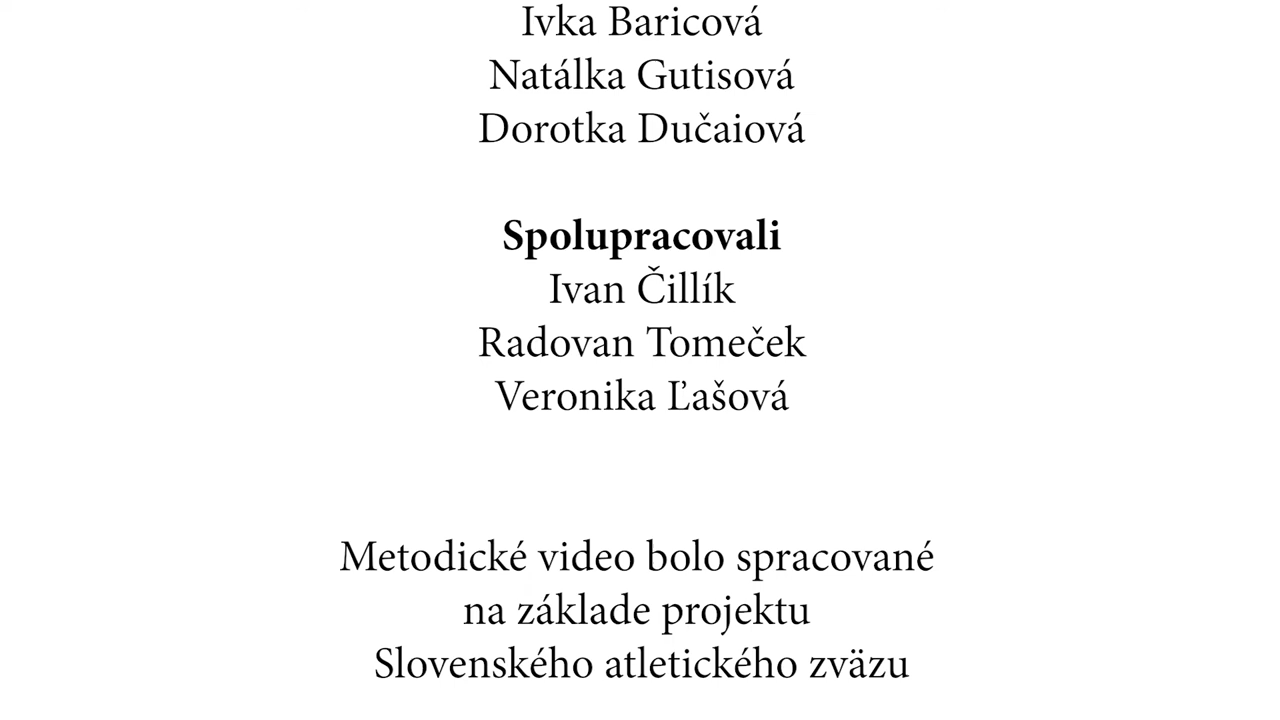 Ivka Baricová
Natálka Gutisová
Dorotka Dučaiová
Spolupracovali
Ivan Čillík
Radovan Tomeček
Veronika Ľašová
Metodické video bolo spracované
na základe projektu
Slovenského atletického zväzu